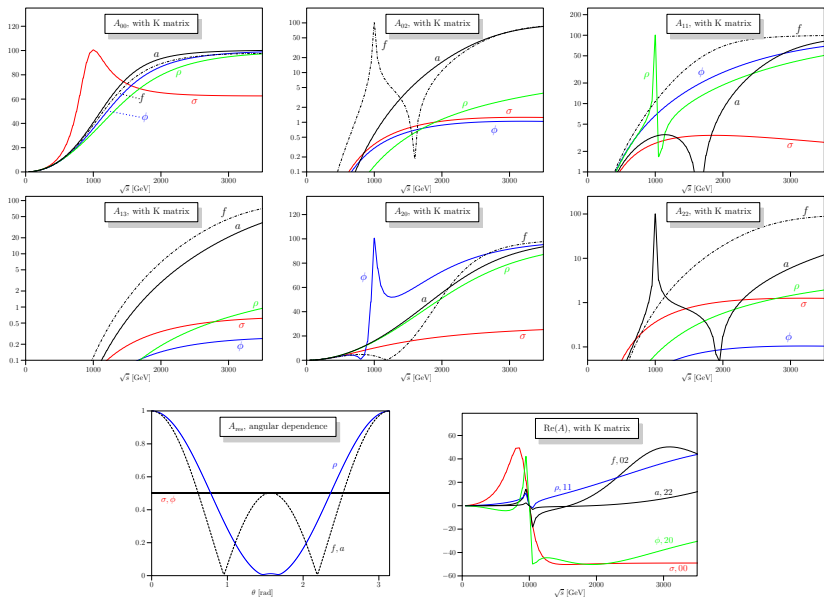 A00, with K matrix
120
100
80
60
40
20
0
0
1000
2000
3000
√s [GeV]
σ
a
ρ
f
ϕ
A02, with K matrix
100
50
20
10
5
2
1
0.5
0.2
0.1
0
1000
2000
3000
√s [GeV]
f
a
ρ
σ
ϕ
A11, with K matrix
100
50
20
10
5
2
1
0
1000
2000
3000
√s [GeV]
ρ
ϕ
f
a
σ
A13, with K matrix
100
50
20
10
5
2
1
0.5
0.2
0.1
0
1000
2000
3000
√s [GeV]
f
a
ρ
σ
ϕ
A20, with K matrix
120
100
80
60
40
20
0
0
1000
2000
3000
√s [GeV]
ϕ
a
f
ρ
σ
A22, with K matrix
100
10
1
0.1
0
1000
2000
3000
√s [GeV]
f
a
ρ
σ
ϕ
Ares, angular dependence
1
0.8
0.6
0.4
0.2
0
0
1
2
3
θ [rad]
ρ
σ, ϕ
f, a
Re(A), with K matrix
60
40
20
0
−20
−40
−60
0
1000
2000
3000
√s [GeV]
f, 02
ρ, 11
a, 22
ϕ, 20
σ, 00